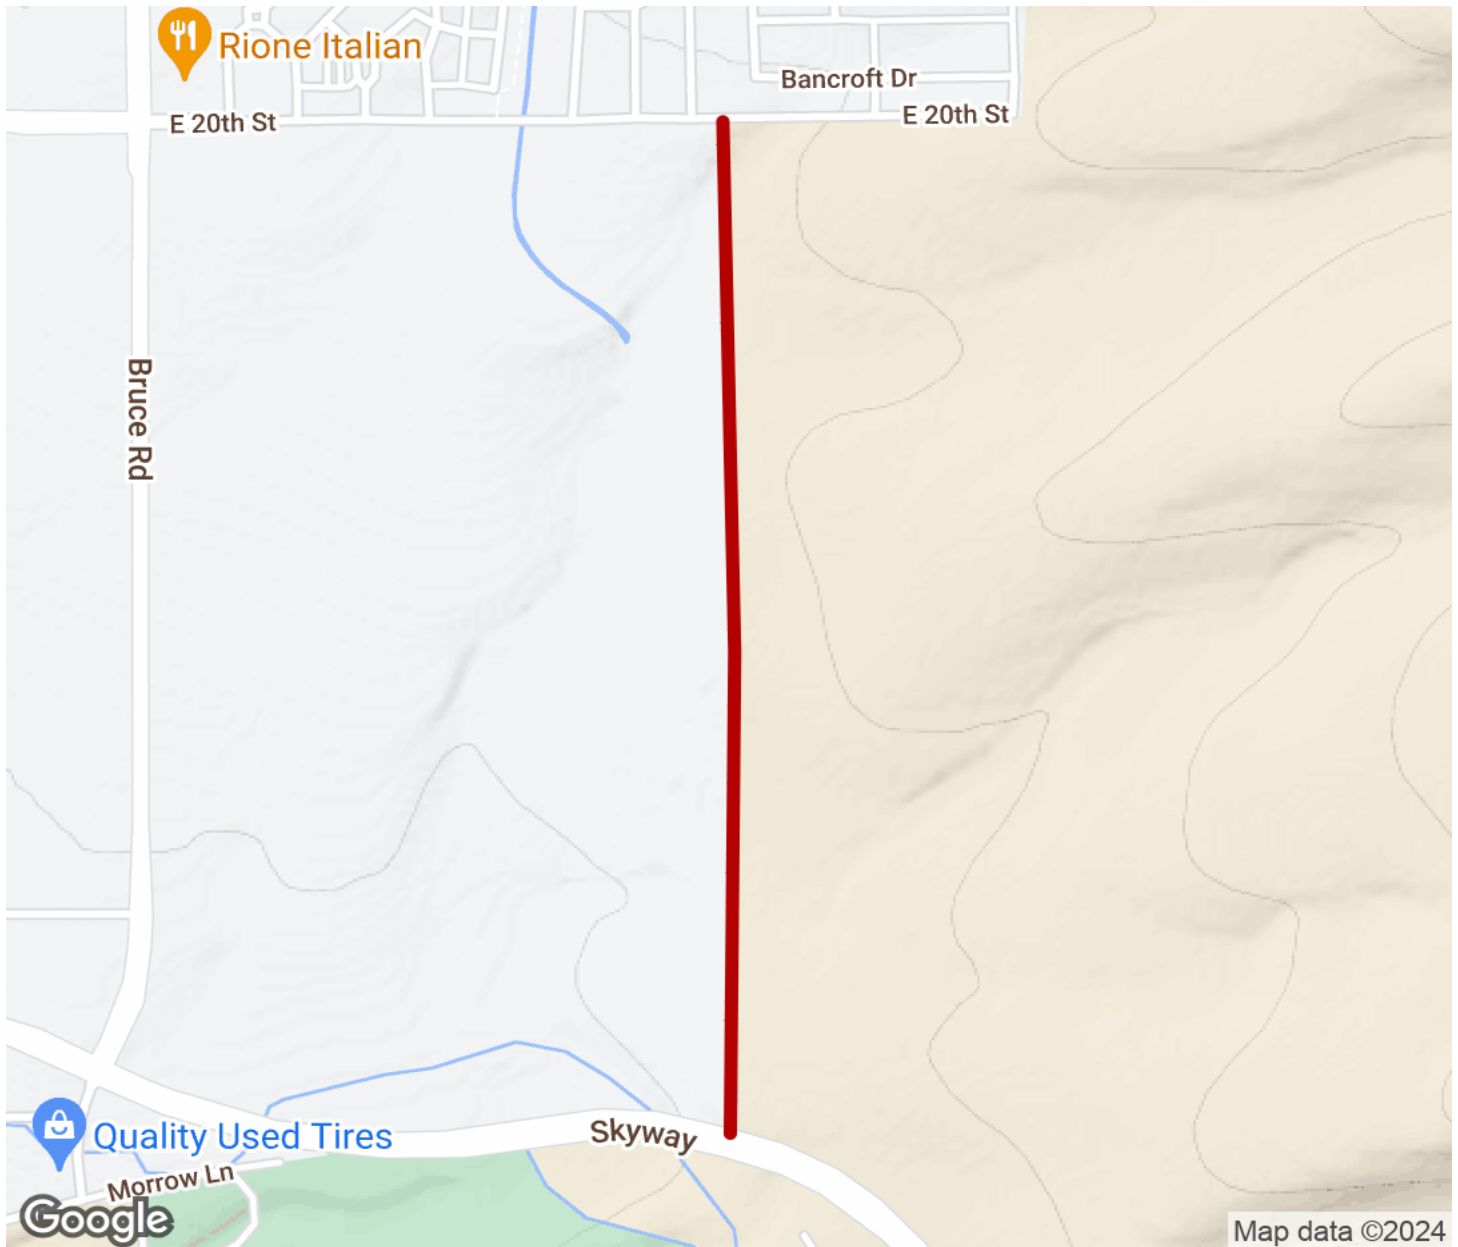 Rione Italian
Bancroft Dr
E 20th St
E 20th St
Bruce Rd
Skyway
Quality Used Tires
Morrow Ln
Google
Map data ©2024